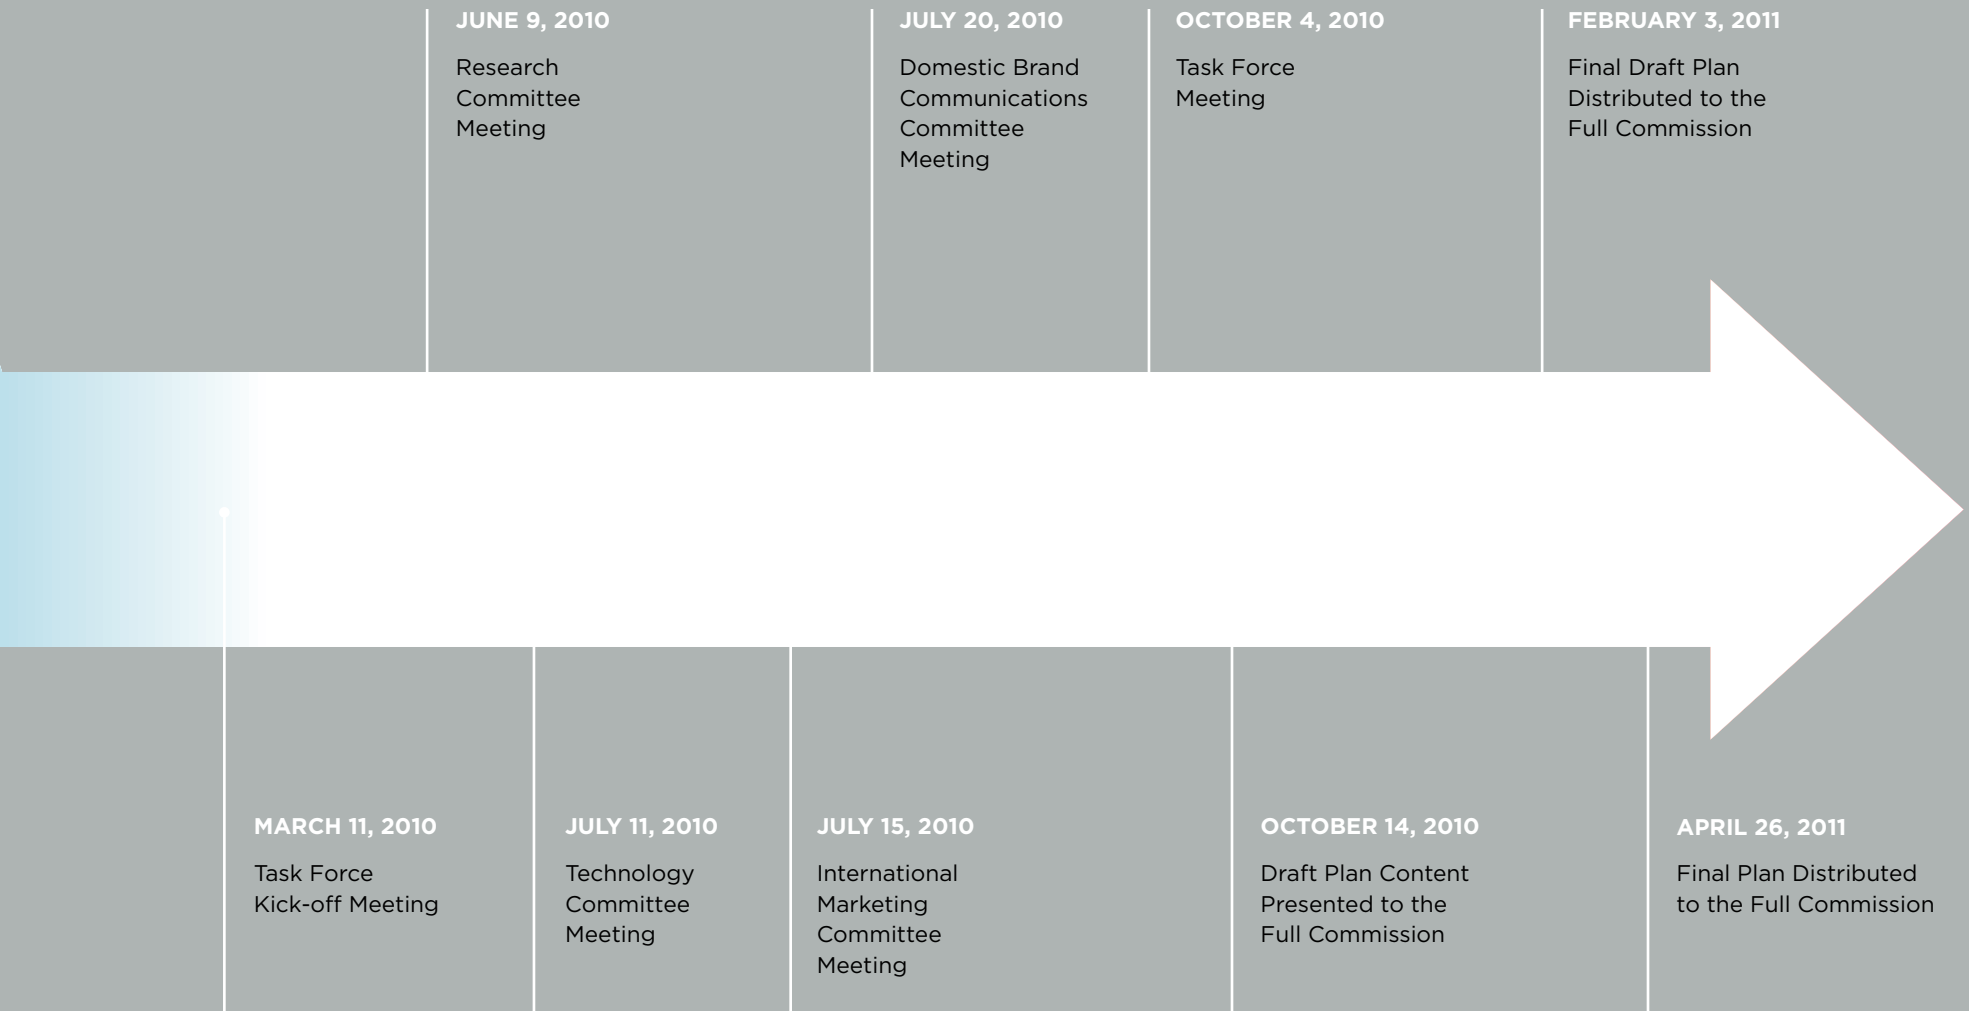 JUNE 9, 2010
Research
Committee
Meeting
JULY 20, 2010
Domestic Brand
Communications
Committee
Meeting
OCTOBER 4, 2010
Task Force
Meeting
FEBRUARY 3, 2011
Final Draft Plan
Distributed to the
Full Commission
MARCH 11, 2010
Task Force
Kick-off Meeting
JULY 11, 2010
Technology
Committee
Meeting
JULY 15, 2010
International
Marketing
Committee
Meeting
OCTOBER 14, 2010
Draft Plan Content
Presented to the
Full Commission
APRIL 26, 2011
Final Plan Distributed
to the Full Commission